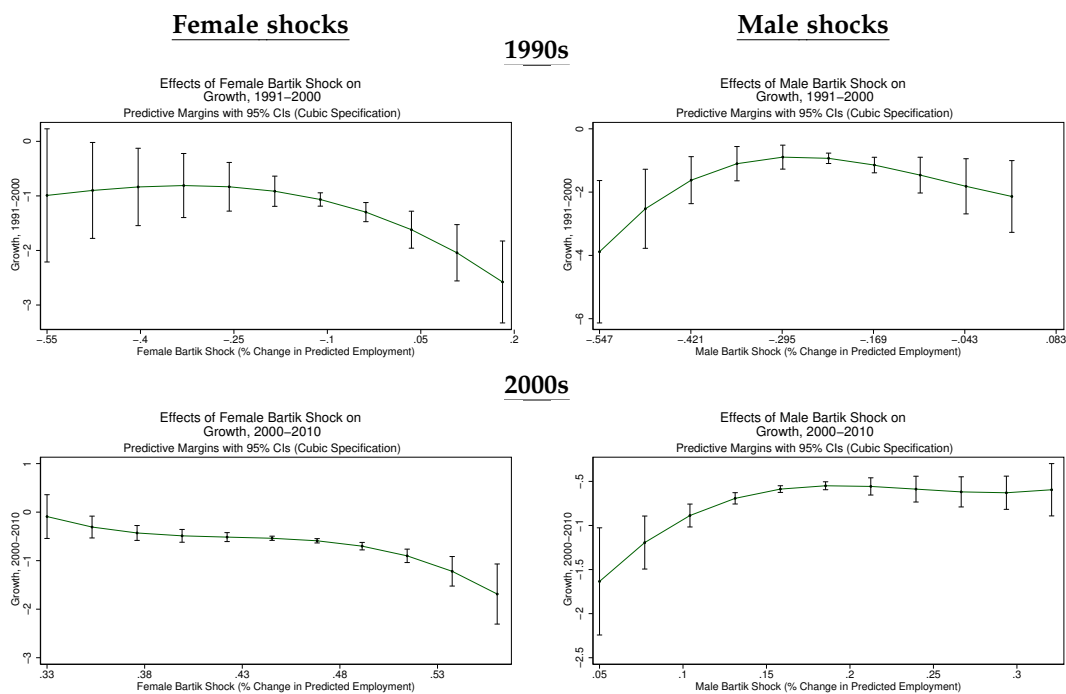 Female shocks
Male shocks
1990s
Effects of Female Bartik Shock on
Growth, 1991−2000
Predictive Margins with 95% CIs (Cubic Specification)
Growth, 1991−2000
0
−1
−2
−3
−.55 −.4 −.25 −.1 .05 .2
Female Bartik Shock (% Change in Predicted Employment)
Effects of Male Bartik Shock on
Growth, 1991−2000
Predictive Margins with 95% CIs (Cubic Specification)
Growth, 1991−2000
0
−2
−4
−6
−.547 −.421 −.295 −.169 −.043 .083
Male Bartik Shock (% Change in Predicted Employment)
2000s
Effects of Female Bartik Shock on
Growth, 2000−2010
Predictive Margins with 95% CIs (Cubic Specification)
Growth, 2000−2010
1
0
−1
−2
−3
.33 .38 .43 .48 .53
Female Bartik Shock (% Change in Predicted Employment)
Effects of Male Bartik Shock on
Growth, 2000−2010
Predictive Margins with 95% CIs (Cubic Specification)
Growth, 2000−2010
−.5
−1
−1.5
−2
−2.5
.05 .1 .15 .2 .25 .3
Male Bartik Shock (% Change in Predicted Employment)